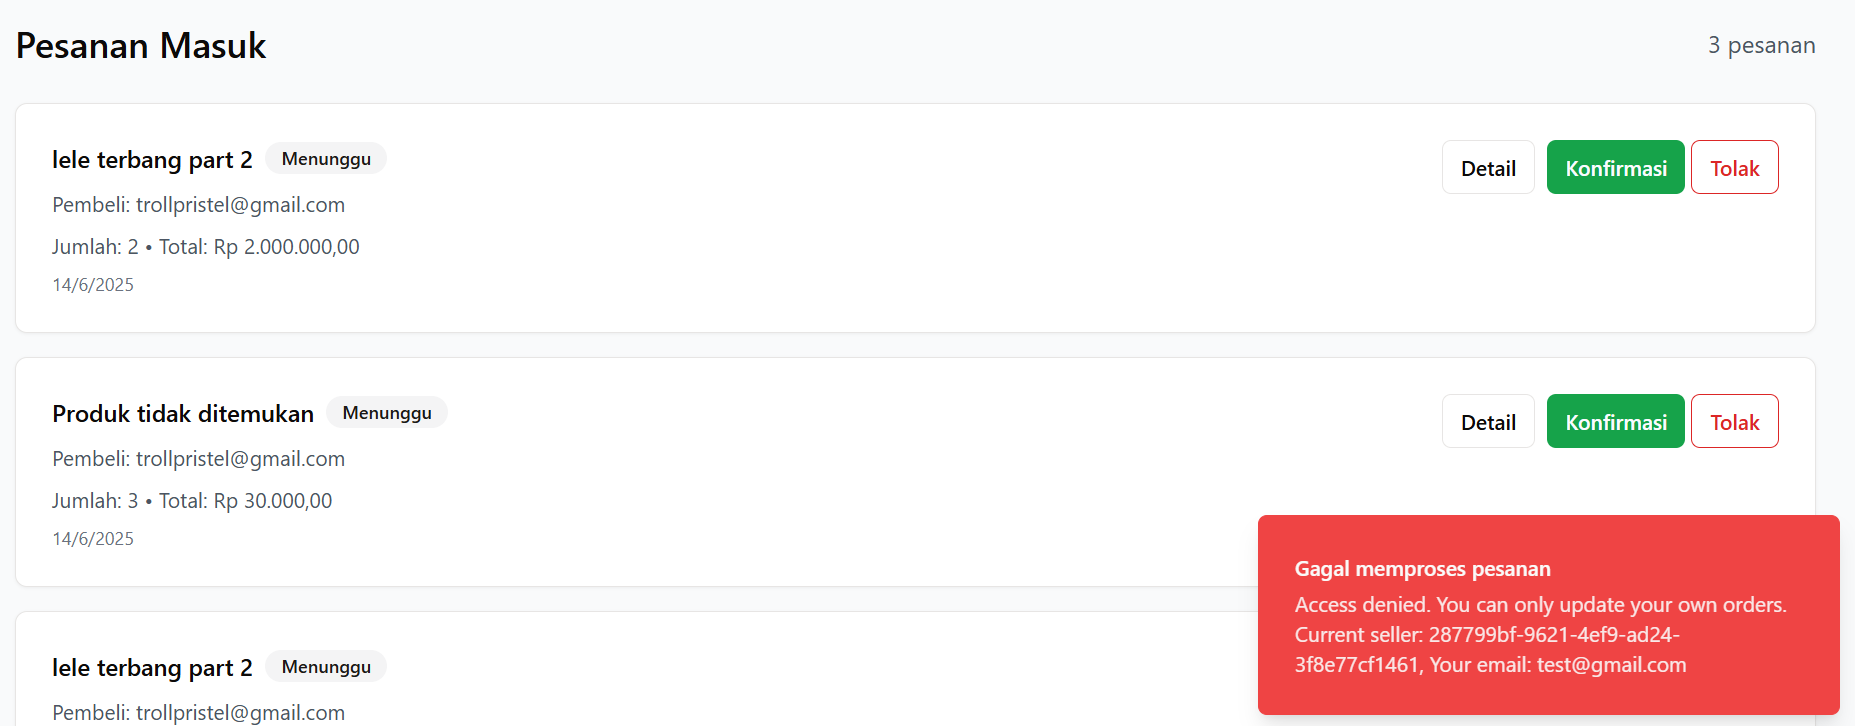 Pesanan Masuk
3 pesanan
lele terbang part 2
Menunggu
Detail
Konfirmasi
Tolak
Pembeli: trollpristel@gmail.com
Jumlah: 2 • Total: Rp 2.000.000,00
14/6/2025
Produk tidak ditemukan
Menunggu
Detail
Konfirmasi
Tolak
Pembeli: trollpristel@gmail.com
Jumlah: 3 • Total: Rp 30.000,00
14/6/2025
lele terbang part 2
Menunggu
Pembeli: trollpristel@gmail.com
Gagal memproses pesanan
Access denied. You can only update your own orders.
Current seller: 287799bf-9621-4ef9-ad24-
3f8e77cf1461, Your email: test@gmail.com